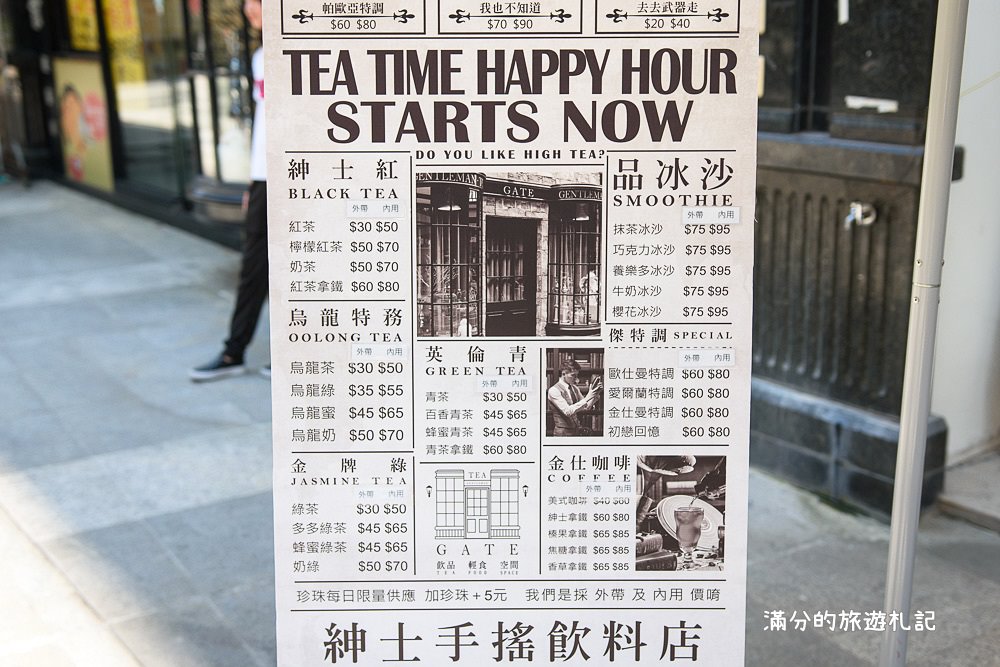 帕歐亞特調
$60 $80
我也不知道
$70 $90
去去武器走
$20 $40
TEA TIME HAPPY HOUR
STARTS NOW
DO YOU LIKE HIGH TEA?
紳士紅
BLACK TEA
外帶 內用
紅茶 $30 $50
檸檬紅茶 $50 $70
奶茶 $50 $70
紅茶拿鐵 $60 $80
烏龍特務
OOLONG TEA
外帶 內用
烏龍茶 $30 $50
烏龍綠 $35 $55
烏龍蜜 $45 $65
烏龍奶 $50 $70
金牌綠
JASMINE TEA
外帶 內用
綠茶 $30 $50
多多綠茶 $45 $65
蜂蜜綠茶 $45 $65
奶綠 $50 $70
GENTLEMAN
GATE
GENTLEMAN
英倫青
GREEN TEA
外帶 內用
青茶 $30 $50
百香青茶 $45 $65
蜂蜜青茶 $45 $65
青茶拿鐵 $60 $80
TEA
GATE
飲品 輕食 空間
TEA FOOD SPACE
品冰沙
SMOOTHIE
外帶 內用
抹茶冰沙 $75 $95
巧克力冰沙 $75 $95
養樂多冰沙 $75 $95
牛奶冰沙 $75 $95
櫻花冰沙 $75 $95
傑特調 SPECIAL
外帶 內用
歐仕曼特調 $60 $80
愛爾蘭特調 $60 $80
金仕曼特調 $60 $80
初戀回憶 $60 $80
金仕咖啡
COFFEE
外帶 內用
美式咖啡 $40 $60
紳士拿鐵 $60 $80
榛果拿鐵 $65 $85
焦糖拿鐵 $65 $85
香草拿鐵 $65 $85
珍珠每日限量供應 加珍珠+5元 我們是採 外帶 及 內用 價唷
紳士手搖飲料店
滿分的旅遊札記